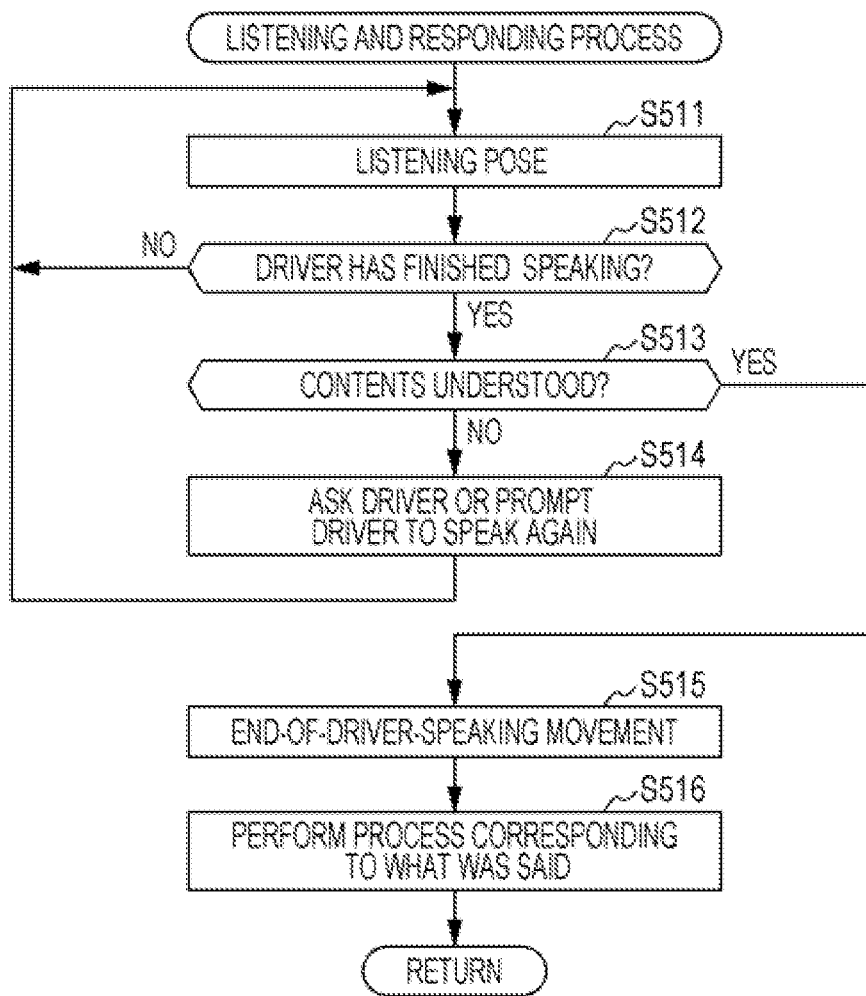 LISTENING AND RESPONDING PROCESS
S511
LISTENING POSE
S512
NO
DRIVER HAS FINISHED SPEAKING?
YES
S513
YES
CONTENTS UNDERSTOOD?
NO
S514
ASK DRIVER OR PROMPT
DRIVER TO SPEAK AGAIN
S515
END-OF-DRIVER-SPEAKING MOVEMENT
S516
PERFORM PROCESS CORRESPONDING
TO WHAT WAS SAID
RETURN